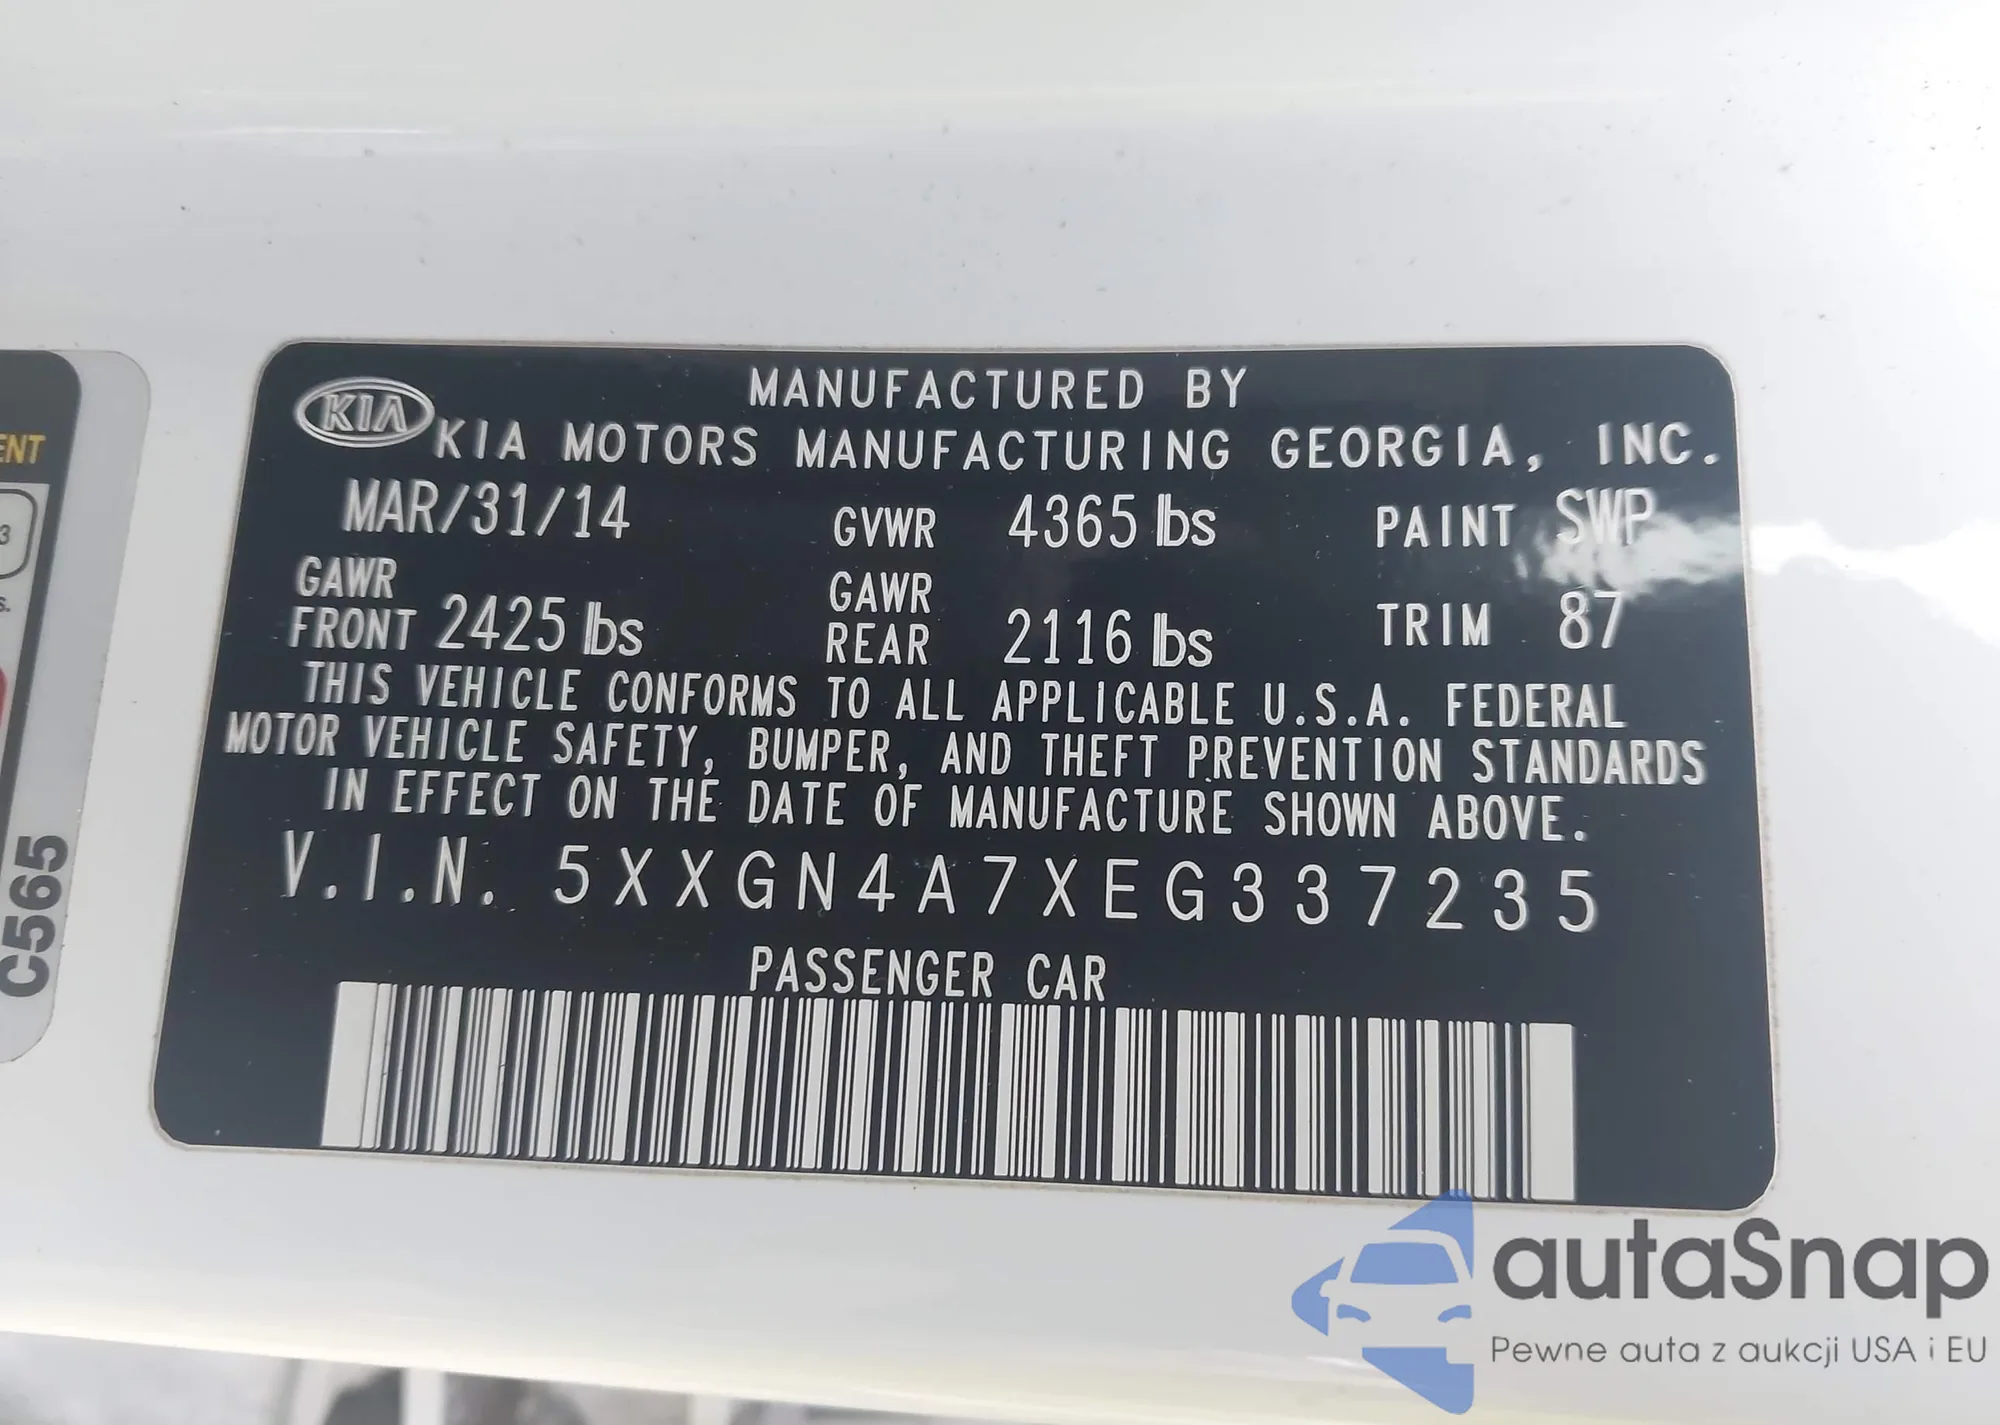 MANUFACTURED BY
KIA KIA MOTORS MANUFACTURING GEORGIA, INC.
MAR/31/14 GVWR 4365 lbs PAINT SWP
GAWR FRONT 2425 lbs GAWR REAR 2116 lbs TRIM 87
THIS VEHICLE CONFORMS TO ALL APPLICABLE U.S.A. FEDERAL
MOTOR VEHICLE SAFETY, BUMPER, AND THEFT PREVENTION STANDARDS
IN EFFECT ON THE DATE OF MANUFACTURE SHOWN ABOVE.
V.I.N. 5XXGN4A7XEG337235
PASSENGER CAR
ENT
3
s.
C565
autaSnap
Pewne auta z aukcji USA i EU